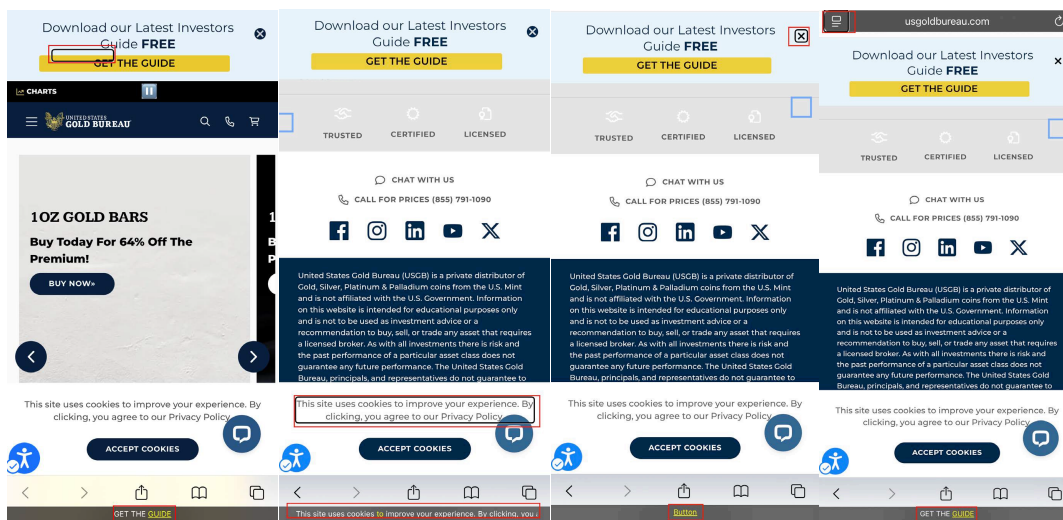 Download our Latest Investors
Guide FREE
GET THE GUIDE
CHARTS
UNITED STATES
GOLD BUREAU
1 OZ GOLD BARS
Buy Today For 64% Off The
Premium!
BUY NOW»
1
B
P
This site uses cookies to improve your experience. By
clicking, you agree to our Privacy Policy.
ACCEPT COOKIES
GET THE GUIDE
Download our Latest Investors
Guide FREE
GET THE GUIDE
TRUSTED
CERTIFIED
LICENSED
CHAT WITH US
CALL FOR PRICES (855) 791-1090
United States Gold Bureau (USGB) is a private distributor of
Gold, Silver, Platinum & Palladium coins from the U.S. Mint
and is not affiliated with the U.S. Government. Information
on this website is intended for educational purposes only
and is not to be used as investment advice or a
recommendation to buy, sell, or trade any asset that requires
a licensed broker. As with all investments there is risk and
the past performance of a particular asset class does not
guarantee any future performance. The United States Gold
Bureau, principals, and representatives do not guarantee to
This site uses cookies to improve your experience. By
clicking, you agree to our Privacy Policy.
ACCEPT COOKIES
This site uses cookies to improve your experience. By clicking, you a
Download our Latest Investors
Guide FREE
GET THE GUIDE
TRUSTED
CERTIFIED
LICENSED
CHAT WITH US
CALL FOR PRICES (855) 791-1090
United States Gold Bureau (USGB) is a private distributor of
Gold, Silver, Platinum & Palladium coins from the U.S. Mint
and is not affiliated with the U.S. Government. Information
on this website is intended for educational purposes only
and is not to be used as investment advice or a
recommendation to buy, sell, or trade any asset that requires
a licensed broker. As with all investments there is risk and
the past performance of a particular asset class does not
guarantee any future performance. The United States Gold
Bureau, principals, and representatives do not guarantee to
This site uses cookies to improve your experience. By
clicking, you agree to our Privacy Policy.
ACCEPT COOKIES
Button
usgoldbureau.com
Download our Latest Investors
Guide FREE
GET THE GUIDE
TRUSTED
CERTIFIED
LICENSED
CHAT WITH US
CALL FOR PRICES (855) 791-1090
United States Gold Bureau (USGB) is a private distributor of
Gold, Silver, Platinum & Palladium coins from the U.S. Mint
and is not affiliated with the U.S. Government. Information
on this website is intended for educational purposes only
and is not to be used as investment advice or a
recommendation to buy, sell, or trade any asset that requires
a licensed broker. As with all investments there is risk and
the past performance of a particular asset class does not
guarantee any future performance. The United States Gold
Bureau, principals, and representatives do not guarantee to
This site uses cookies to improve your experience. By
clicking, you agree to our Privacy Policy.
ACCEPT COOKIES
GET THE GUIDE